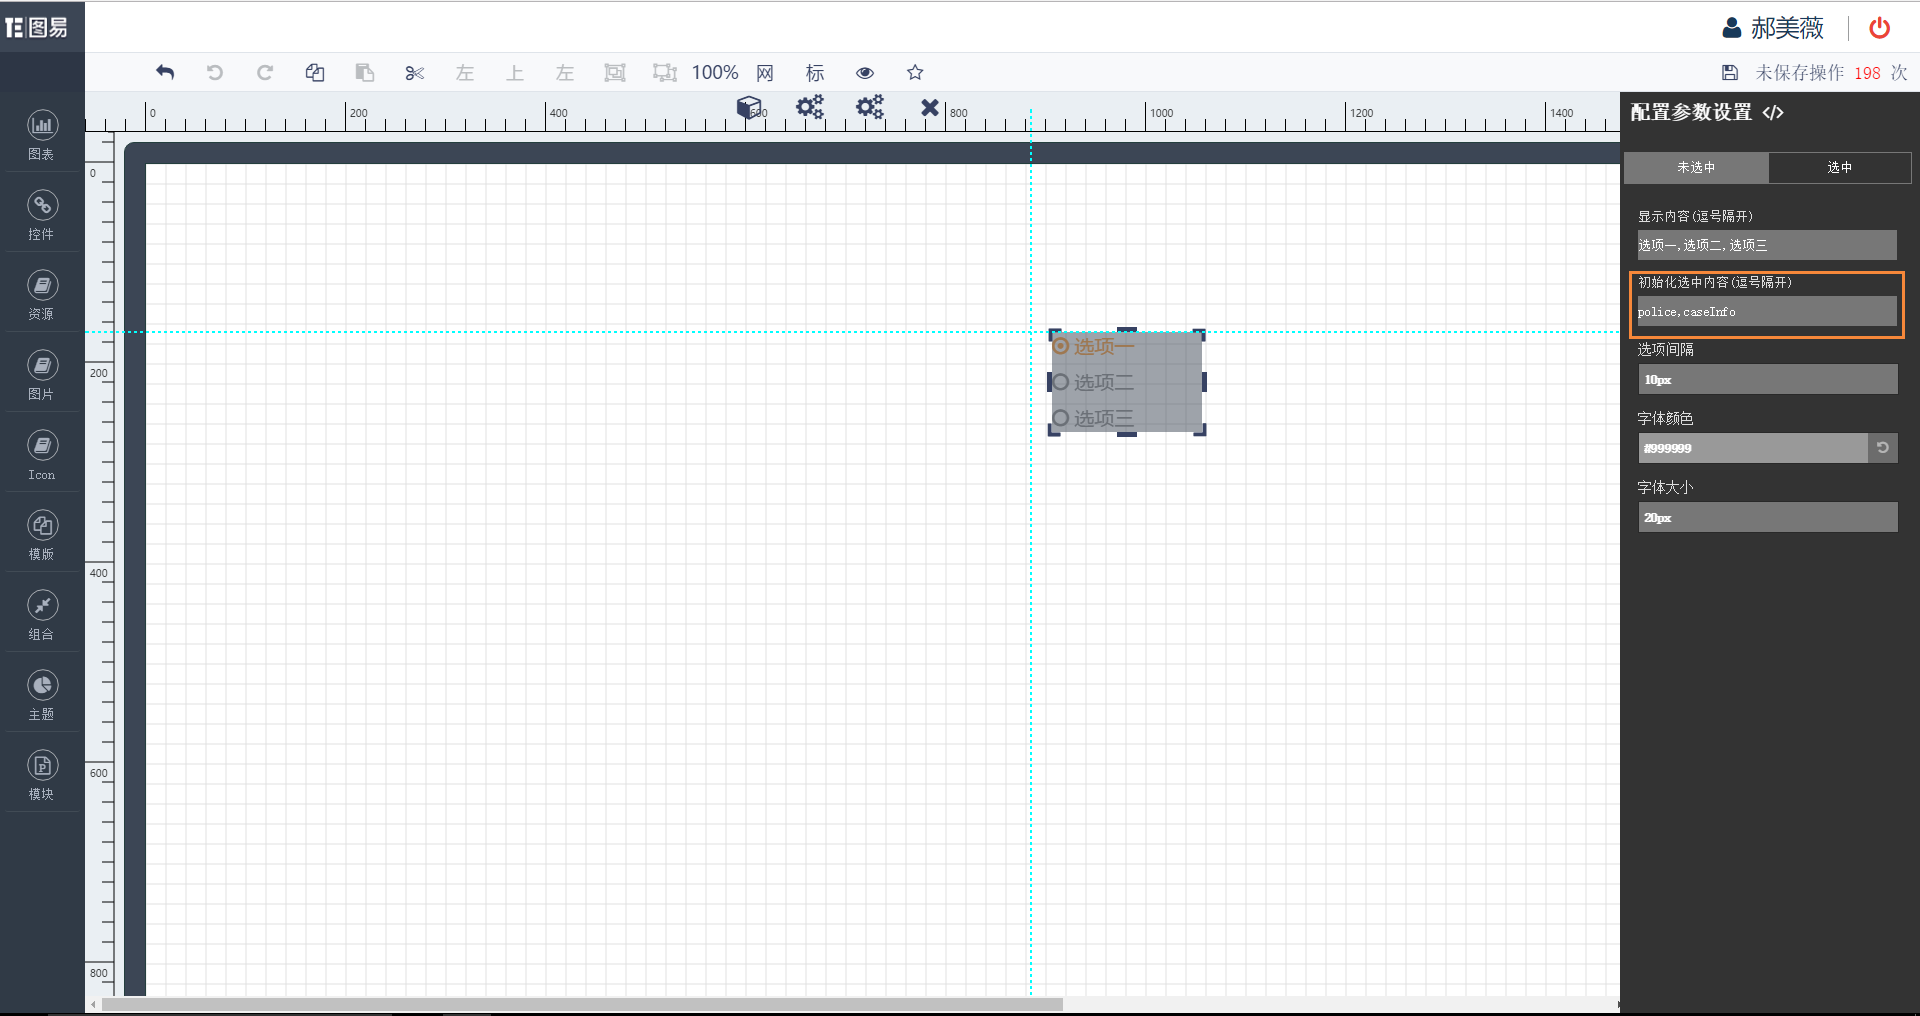 TE图易
郝美薇
左 上 左 100% 网 标
未保存操作 198 次
0 200 400 600 800 1000 1200 1400
0
200
400
600
800
图表
控件
资源
图片
Icon
模版
组合
主题
模块
选项一
选项二
选项三
配置参数设置 </>
未选中 选中
显示内容(逗号隔开)
选项一,选项二,选项三
初始化选中内容(逗号隔开)
police,caseInfo
选项间隔
10px
字体颜色
#999999
字体大小
20px